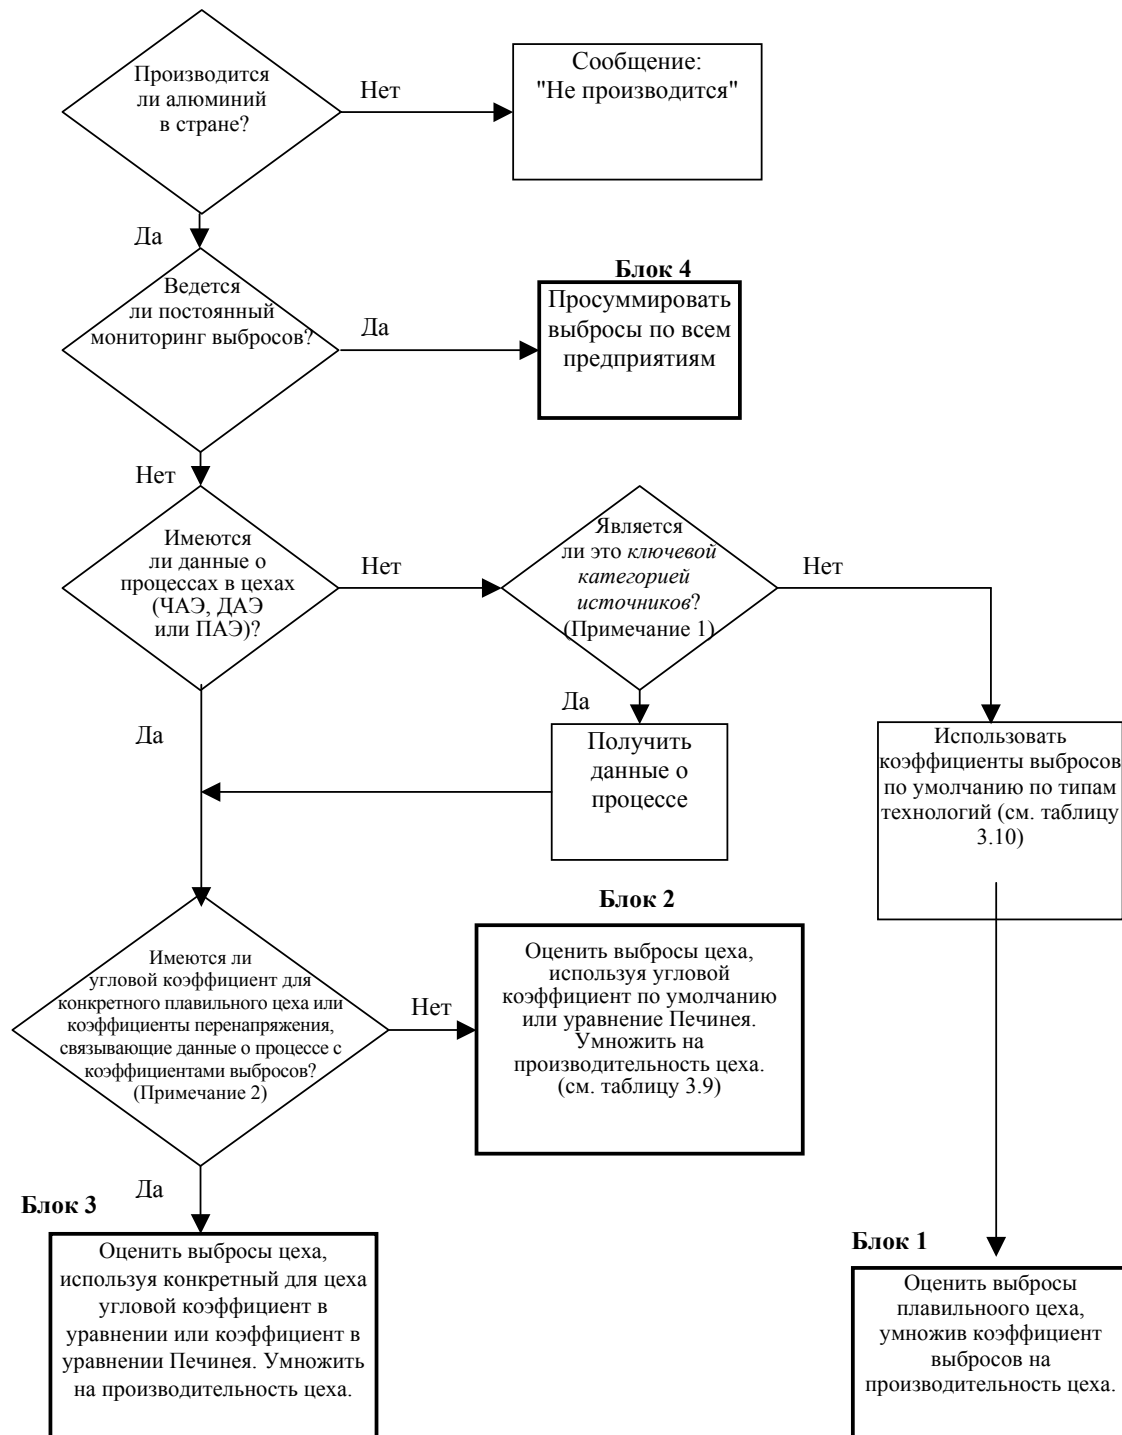 Производится
ли алюминий
в стране?
Нет
Сообщение:
"Не производится"
Да
Ведется
ли постоянный
мониторинг выбросов?
Да
Блок 4
Просуммировать
выбросы по всем
предприятиям
Нет
Имеются
ли данные о
процессах в цехах
(ЧАЭ, ДАЭ
или ПАЭ)?
Нет
Является
ли это ключевой
категорией
источников?
(Примечание 1)
Нет
Да
Да
Получить
данные о
процессе
Использовать
коэффициенты выбросов
по умолчанию по типам
технологий (см. таблицу
3.10)
Имеются ли
угловой коэффициент для
конкретного плавильного цеха или
коэффициенты перенапряжения,
связывающие данные о процессе с
коэффициентами выбросов?
(Примечание 2)
Нет
Блок 2
Оценить выбросы цеха,
используя угловой
коэффициент по умолчанию
или уравнение Печинея.
Умножить на
производительность цеха.
(см. таблицу 3.9)
Да
Блок 3
Оценить выбросы цеха,
используя конкретный для цеха
угловой коэффициент в
уравнении или коэффициент в
уравнении Печинея. Умножить
на производительность цеха.
Блок 1
Оценить выбросы
плавильноого цеха,
умножив коэффициент
выбросов на
производительность цеха.